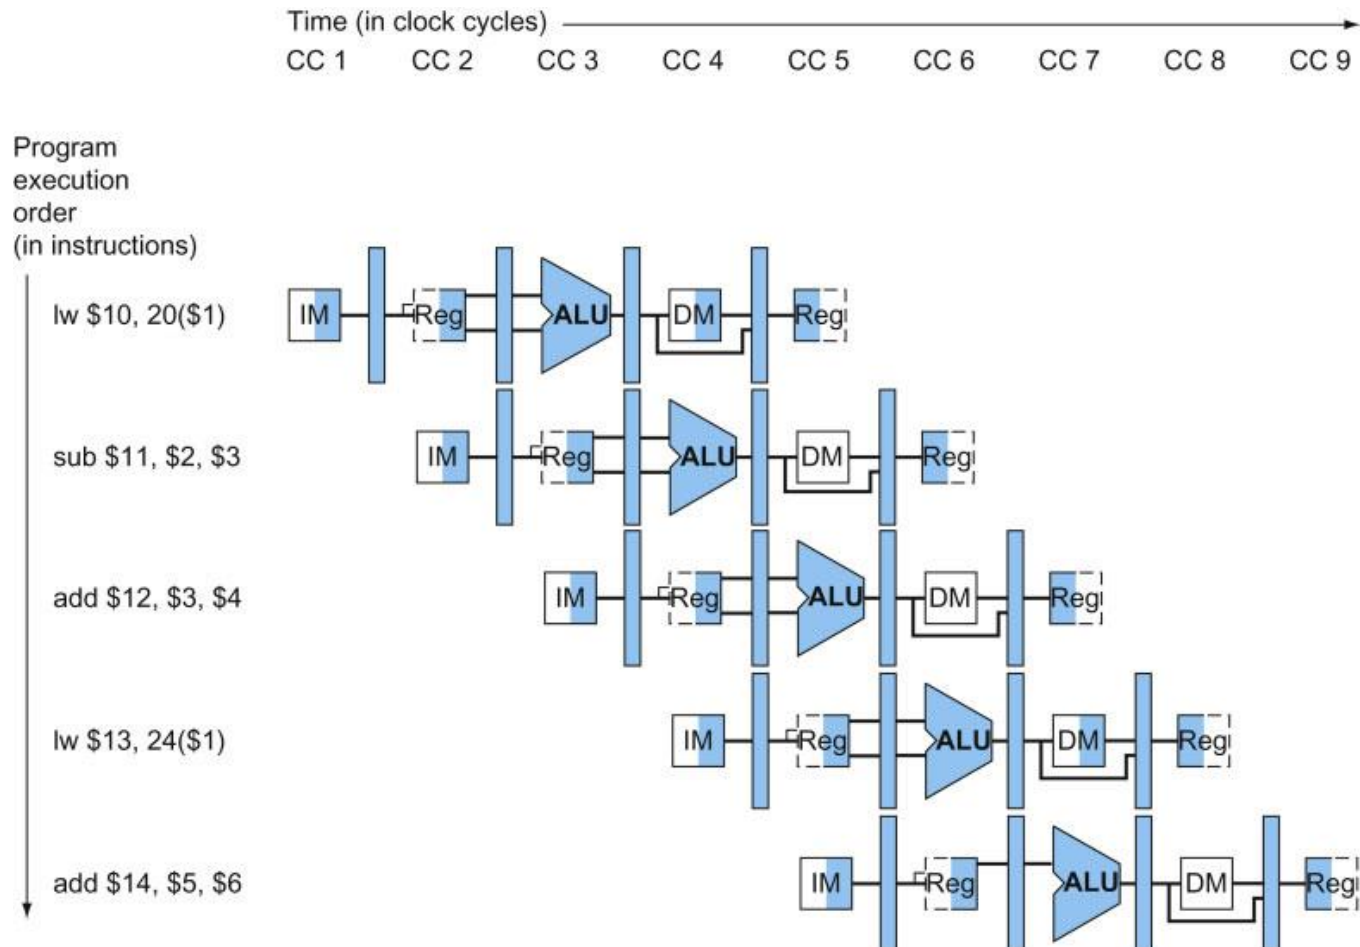 Time (in clock cycles)
CC 1 CC 2 CC 3 CC 4 CC 5 CC 6 CC 7 CC 8 CC 9
Program
execution
order
(in instructions)
lw $10, 20($1) IM Reg ALU DM Reg
sub $11, $2, $3 IM Reg ALU DM Reg
add $12, $3, $4 IM Reg ALU DM Reg
lw $13, 24($1) IM Reg ALU DM Reg
add $14, $5, $6 IM Reg ALU DM Reg